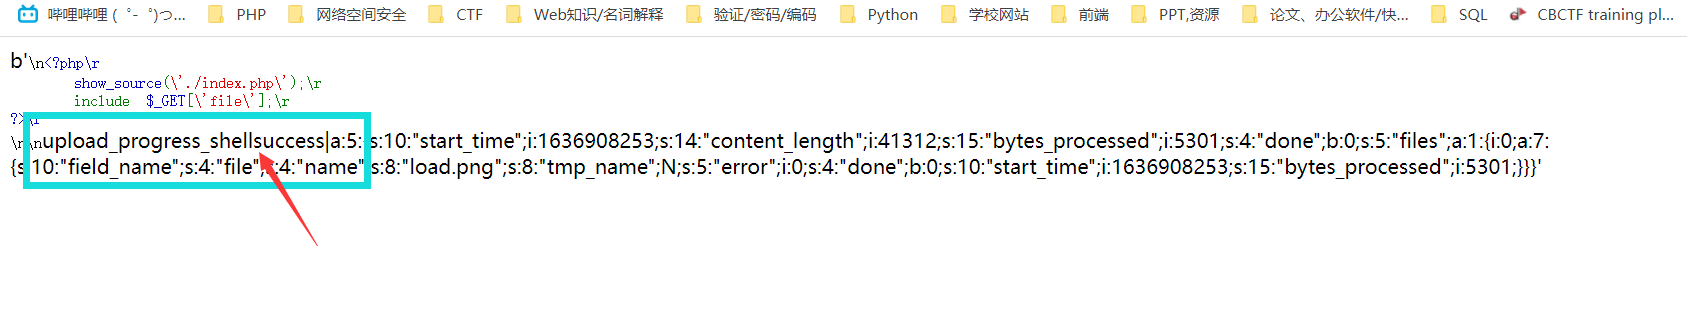 哔哩哔哩 ( ゜- ゜)つ... PHP 网络空间安全 CTF Web知识/名词解释 验证/密码/编码 Python 学校网站 前端 PPT,资源 论文、办公软件/快... SQL CBCTF training pl...
b'\n<?php\r
show_source(\'./index.php\');\r
include $_GET[\'file\'];\r
?>\r
\n\nupload_progress_shellsuccess|a:5: s:10:"start_time";i:1636908253;s:14:"content_length";i:41312;s:15:"bytes_processed";i:5301;s:4:"done";b:0;s:5:"files";a:1:{i:0;a:7:
{s 10:"field_name";s:4:"file"; :4:"name" s:8:"load.png";s:8:"tmp_name";N;s:5:"error";i:0;s:4:"done";b:0;s:10:"start_time";i:1636908253;s:15:"bytes_processed";i:5301;}}}'